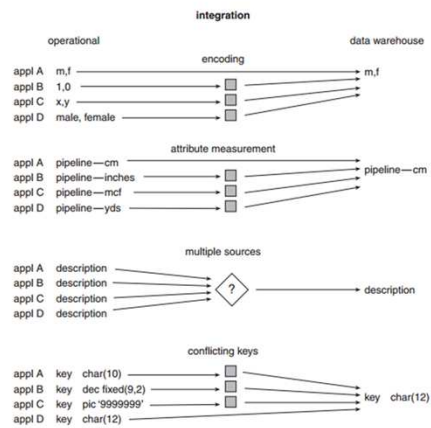 integration
operational data warehouse
encoding
appl A m,f m,f
appl B 1,0
appl C x,y
appl D male, female
attribute measurement
appl A pipeline—cm
appl B pipeline—inches pipeline—cm
appl C pipeline—mcf
appl D pipeline—yds
multiple sources
appl A description
appl B description
? description
appl C description
appl D description
conflicting keys
appl A key char(10)
appl B key dec fixed(9,2)
appl C key pic '9999999' key char(12)
appl D key char(12)